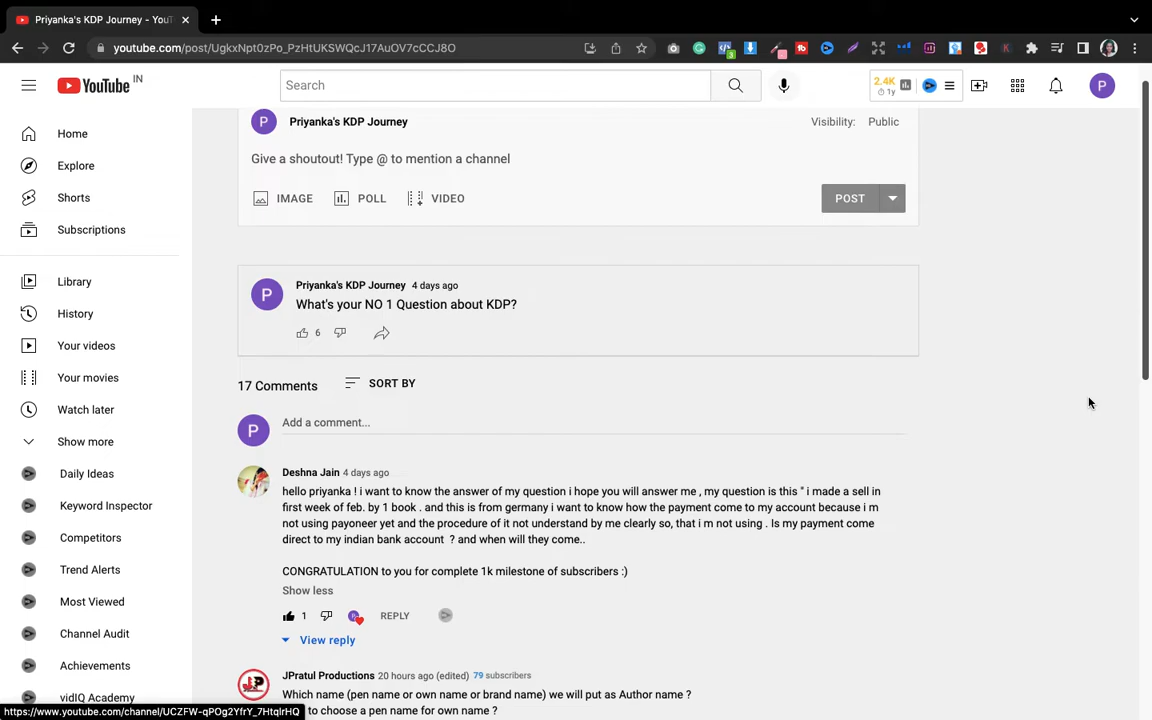 Priyanka's KDP Journey - YouT
youtube.com/post/UgkxNpt0zPo_PzHtUKSWQcJ17AuOV7cCCJ8O
YouTube IN
Search
2.4K
1y
P
Home
Explore
Shorts
Subscriptions
Library
History
Your videos
Your movies
Watch later
Show more
Daily Ideas
Keyword Inspector
Competitors
Trend Alerts
Most Viewed
Channel Audit
Achievements
vidIQ Academy
P
Priyanka's KDP Journey
Visibility: Public
Give a shoutout! Type @ to mention a channel
IMAGE POLL VIDEO
POST
P
Priyanka's KDP Journey 4 days ago
What's your NO 1 Question about KDP?
6
17 Comments SORT BY
P
Add a comment...
Deshna Jain 4 days ago
hello priyanka ! i want to know the answer of my question i hope you will answer me , my question is this " i made a sell in
first week of feb. by 1 book . and this is from germany i want to know how the payment come to my account because i m
not using payoneer yet and the procedure of it not understand by me clearly so, that i m not using . Is my payment come
direct to my indian bank account ? and when will they come..
CONGRATULATION to you for complete 1k milestone of subscribers :)
Show less
1 REPLY
View reply
JPratul Productions 20 hours ago (edited) 79 subscribers
Which name (pen name or own name or brand name) we will put as Author name ?
to choose a pen name for own name ?
https://www.youtube.com/channel/UCZFW-qPOg2YfrY_7HtqlrHQ